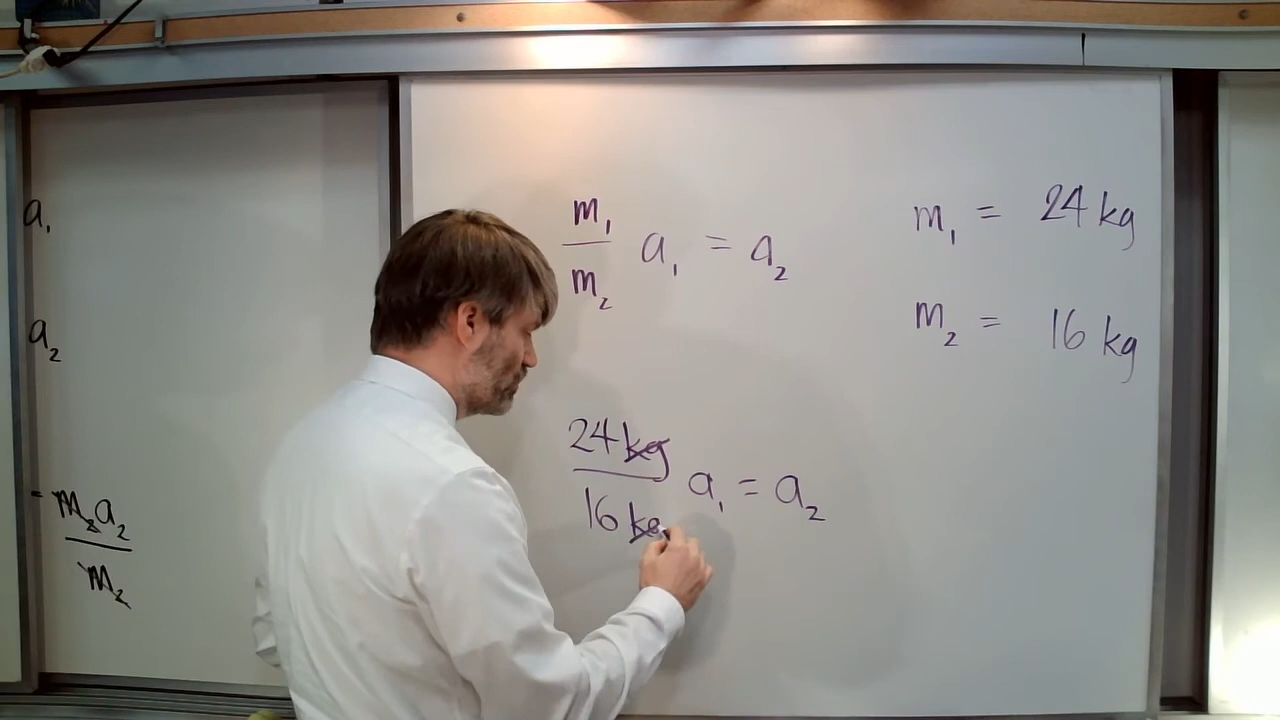 a₁
a₂
= m₂a₂
m₂
m₁
m₂
a₁ = a₂
24 kg
16 kg
a₁ = a₂
m₁ = 24 kg
m₂ = 16 kg